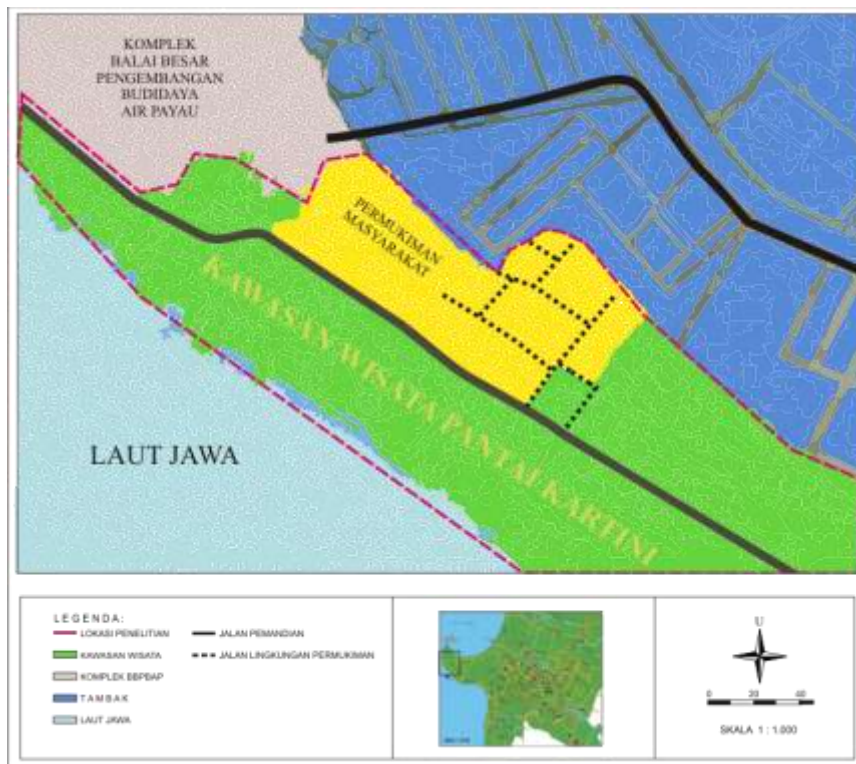 KOMPLEK
BALAI BESAR
PENGEMBANGAN
BUDIDAYA
AIR PAYAU
PERMUKIMAN
MASYARAKAT
KAWASAN WISATA PANTAI KARTINI
LAUT JAWA
LEGENDA:
LOKASI PENELITIAN
KAWASAN WISATA
KOMPLEK BBPBAP
TAMBAK
LAUT JAWA
JALAN PEMANDIAN
JALAN LINGKUNGAN PERMUKIMAN
U
0 20 40
SKALA 1 : 1.000